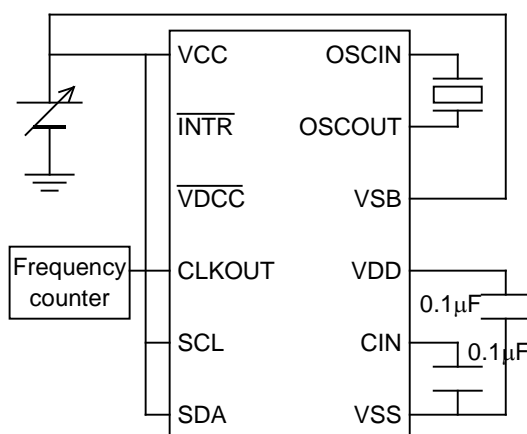 VCC OSCIN
INTR OSCOUT
VDCC VSB
Frequency
counter
CLKOUT VDD
0.1µF
SCL CIN
0.1µF
SDA VSS